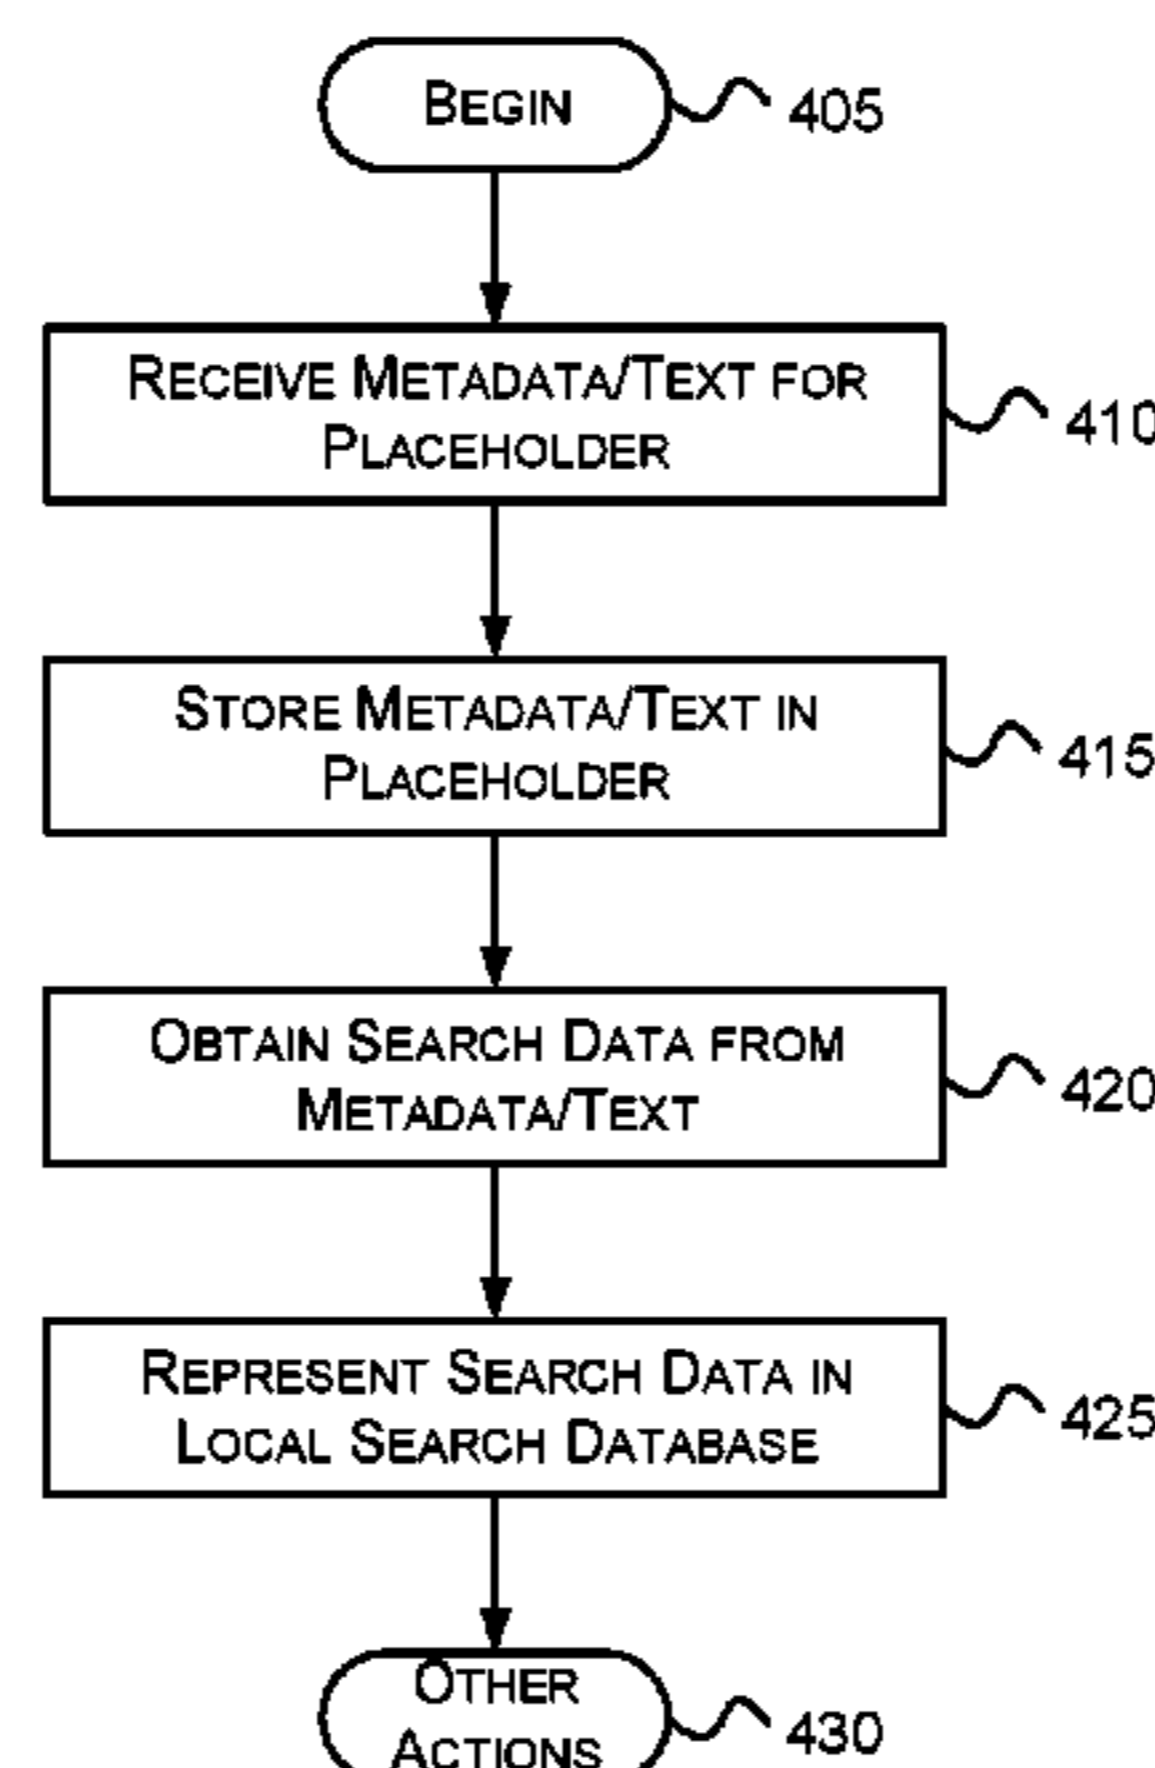 BEGIN
405
RECEIVE METADATA/TEXT FOR
PLACEHOLDER
410
STORE METADATA/TEXT IN
PLACEHOLDER
415
OBTAIN SEARCH DATA FROM
METADATA/TEXT
420
REPRESENT SEARCH DATA IN
LOCAL SEARCH DATABASE
425
OTHER
ACTIONS
430